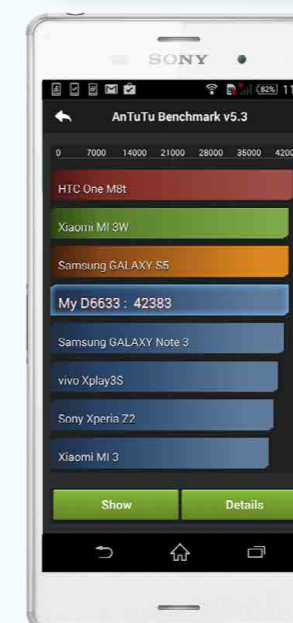 SONY
82% 11
AnTuTu Benchmark v5.3
0 7000 14000 21000 28000 35000 4200
HTC One M8t
Xiaomi MI 3W
Samsung GALAXY S5
My D6633 : 42383
Samsung GALAXY Note 3
vivo Xplay3S
Sony Xperia Z2
Xiaomi MI 3
Show Details